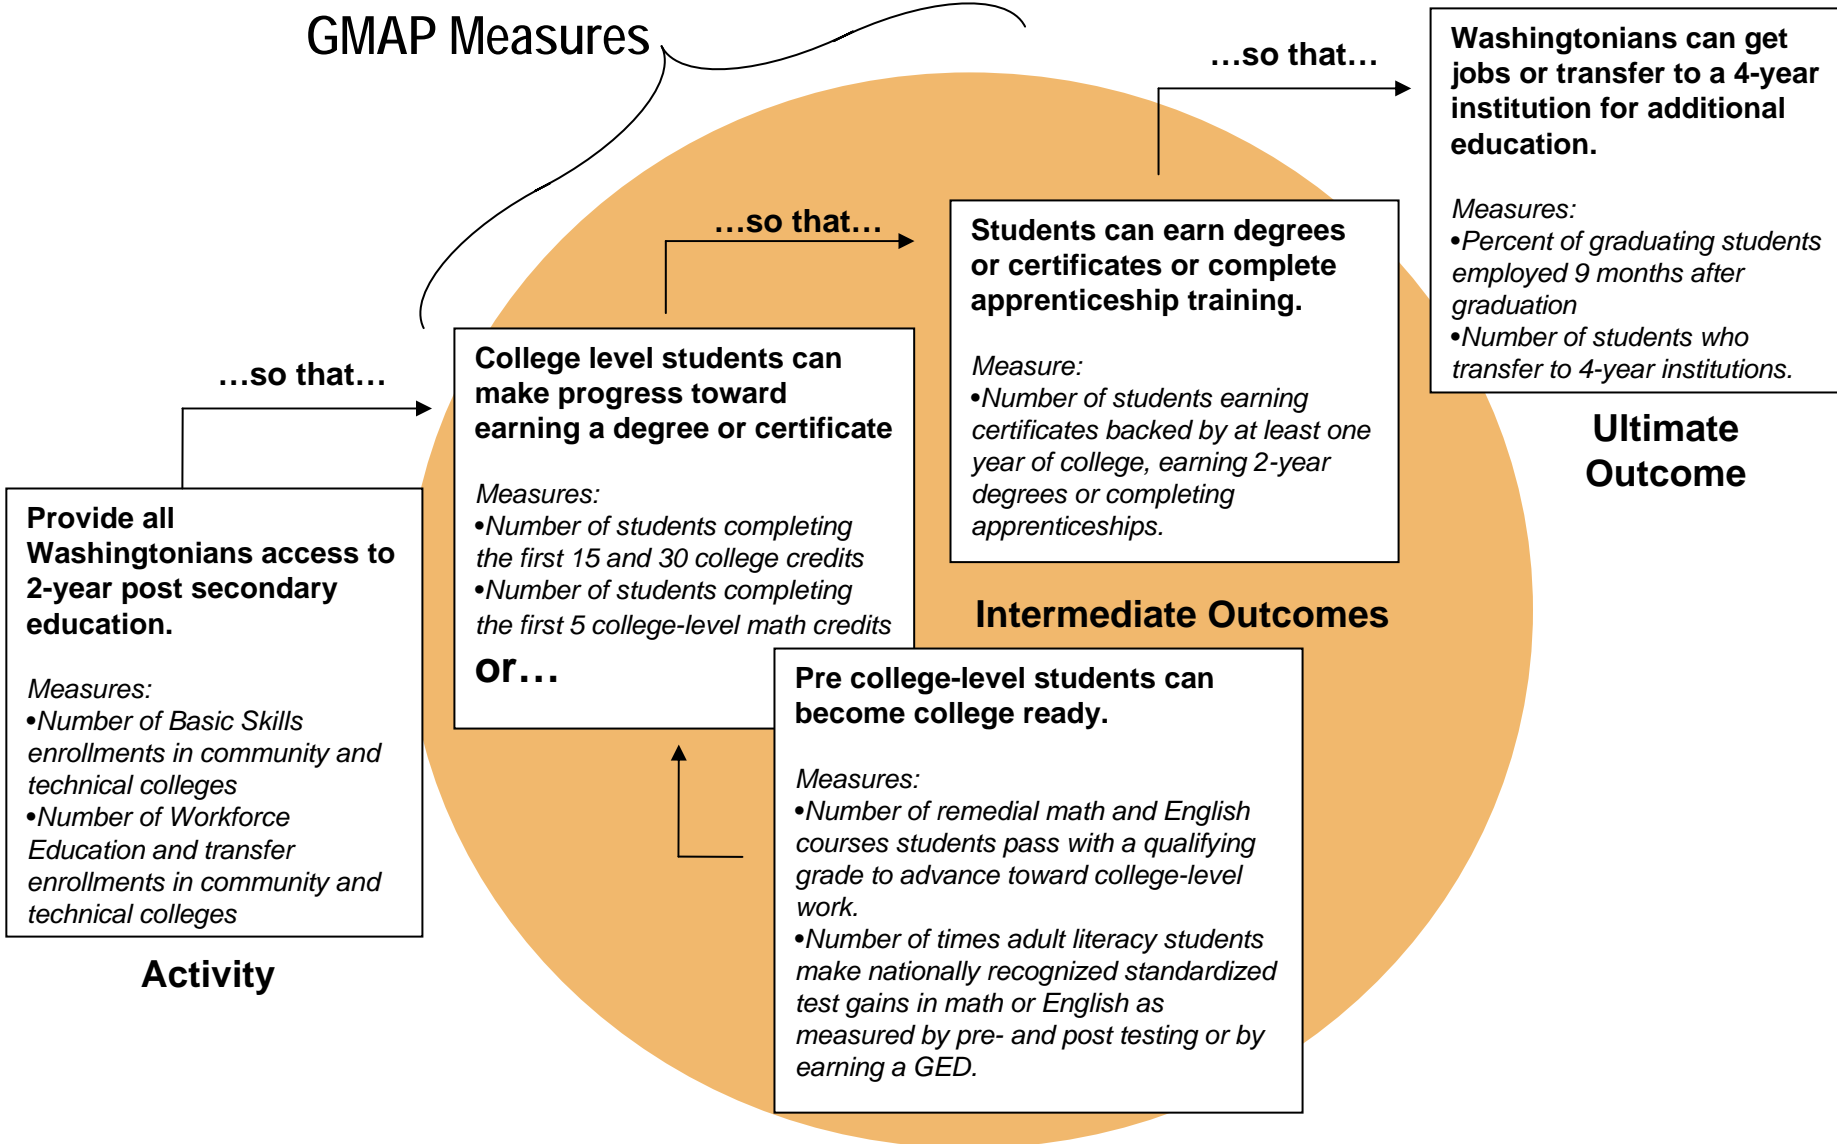 GMAP Measures
…so that…
Washingtonians can get
jobs or transfer to a 4-year
institution for additional
education.
Measures:
•Percent of graduating students
employed 9 months after
graduation
•Number of students who
transfer to 4-year institutions.
Ultimate
Outcome
…so that…
Students can earn degrees
or certificates or complete
apprenticeship training.
Measure:
•Number of students earning
certificates backed by at least one
year of college, earning 2-year
degrees or completing
apprenticeships.
Intermediate Outcomes
…so that…
College level students can
make progress toward
earning a degree or certificate
Measures:
•Number of students completing
the first 15 and 30 college credits
•Number of students completing
the first 5 college-level math credits
or…
Pre college-level students can
become college ready.
Measures:
•Number of remedial math and English
courses students pass with a qualifying
grade to advance toward college-level
work.
•Number of times adult literacy students
make nationally recognized standardized
test gains in math or English as
measured by pre- and post testing or by
earning a GED.
Provide all
Washingtonians access to
2-year post secondary
education.
Measures:
•Number of Basic Skills
enrollments in community and
technical colleges
•Number of Workforce
Education and transfer
enrollments in community and
technical colleges
Activity